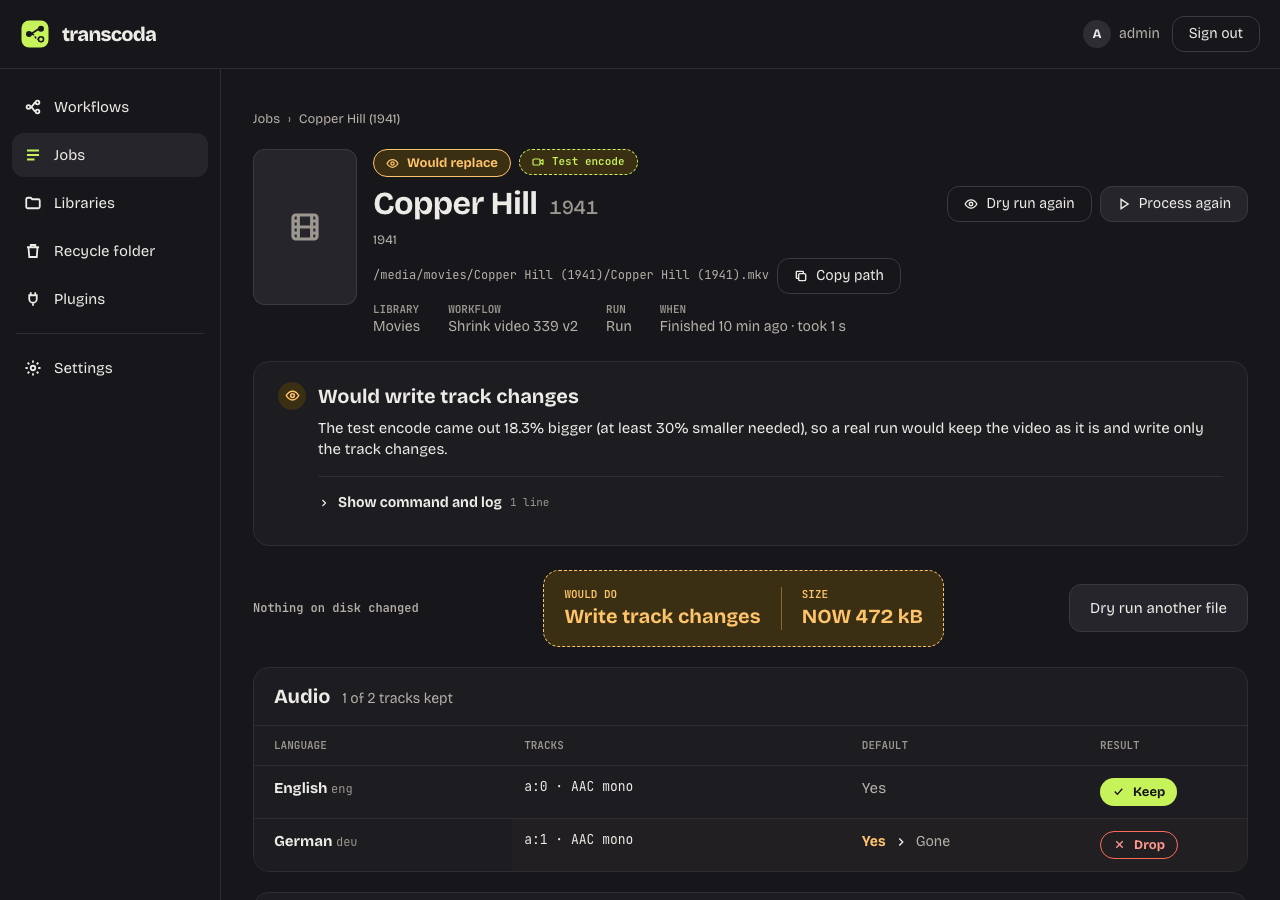 transcoda
A admin Sign out
Workflows
Jobs
Libraries
Recycle folder
Plugins
Settings
Jobs › Copper Hill (1941)
Would replace Test encode
Copper Hill 1941
Dry run again Process again
1941
/media/movies/Copper Hill (1941)/Copper Hill (1941).mkv Copy path
LIBRARY WORKFLOW RUN WHEN
Movies Shrink video 339 v2 Run Finished 10 min ago · took 1 s
Would write track changes
The test encode came out 18.3% bigger (at least 30% smaller needed), so a real run would keep the video as it is and write only
the track changes.
› Show command and log 1 line
WOULD DO SIZE
Nothing on disk changed Write track changes NOW 472 kB Dry run another file
Audio 1 of 2 tracks kept
LANGUAGE TRACKS DEFAULT RESULT
English eng a:0 · AAC mono Yes Keep
German deu a:1 · AAC mono Yes › Gone Drop